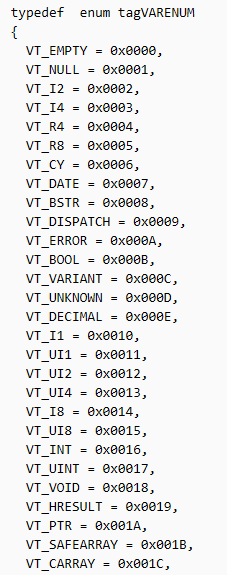 typedef  enum tagVARENUM
{
  VT_EMPTY = 0x0000,
  VT_NULL = 0x0001,
  VT_I2 = 0x0002,
  VT_I4 = 0x0003,
  VT_R4 = 0x0004,
  VT_R8 = 0x0005,
  VT_CY = 0x0006,
  VT_DATE = 0x0007,
  VT_BSTR = 0x0008,
  VT_DISPATCH = 0x0009,
  VT_ERROR = 0x000A,
  VT_BOOL = 0x000B,
  VT_VARIANT = 0x000C,
  VT_UNKNOWN = 0x000D,
  VT_DECIMAL = 0x000E,
  VT_I1 = 0x0010,
  VT_UI1 = 0x0011,
  VT_UI2 = 0x0012,
  VT_UI4 = 0x0013,
  VT_I8 = 0x0014,
  VT_UI8 = 0x0015,
  VT_INT = 0x0016,
  VT_UINT = 0x0017,
  VT_VOID = 0x0018,
  VT_HRESULT = 0x0019,
  VT_PTR = 0x001A,
  VT_SAFEARRAY = 0x001B,
  VT_CARRAY = 0x001C,